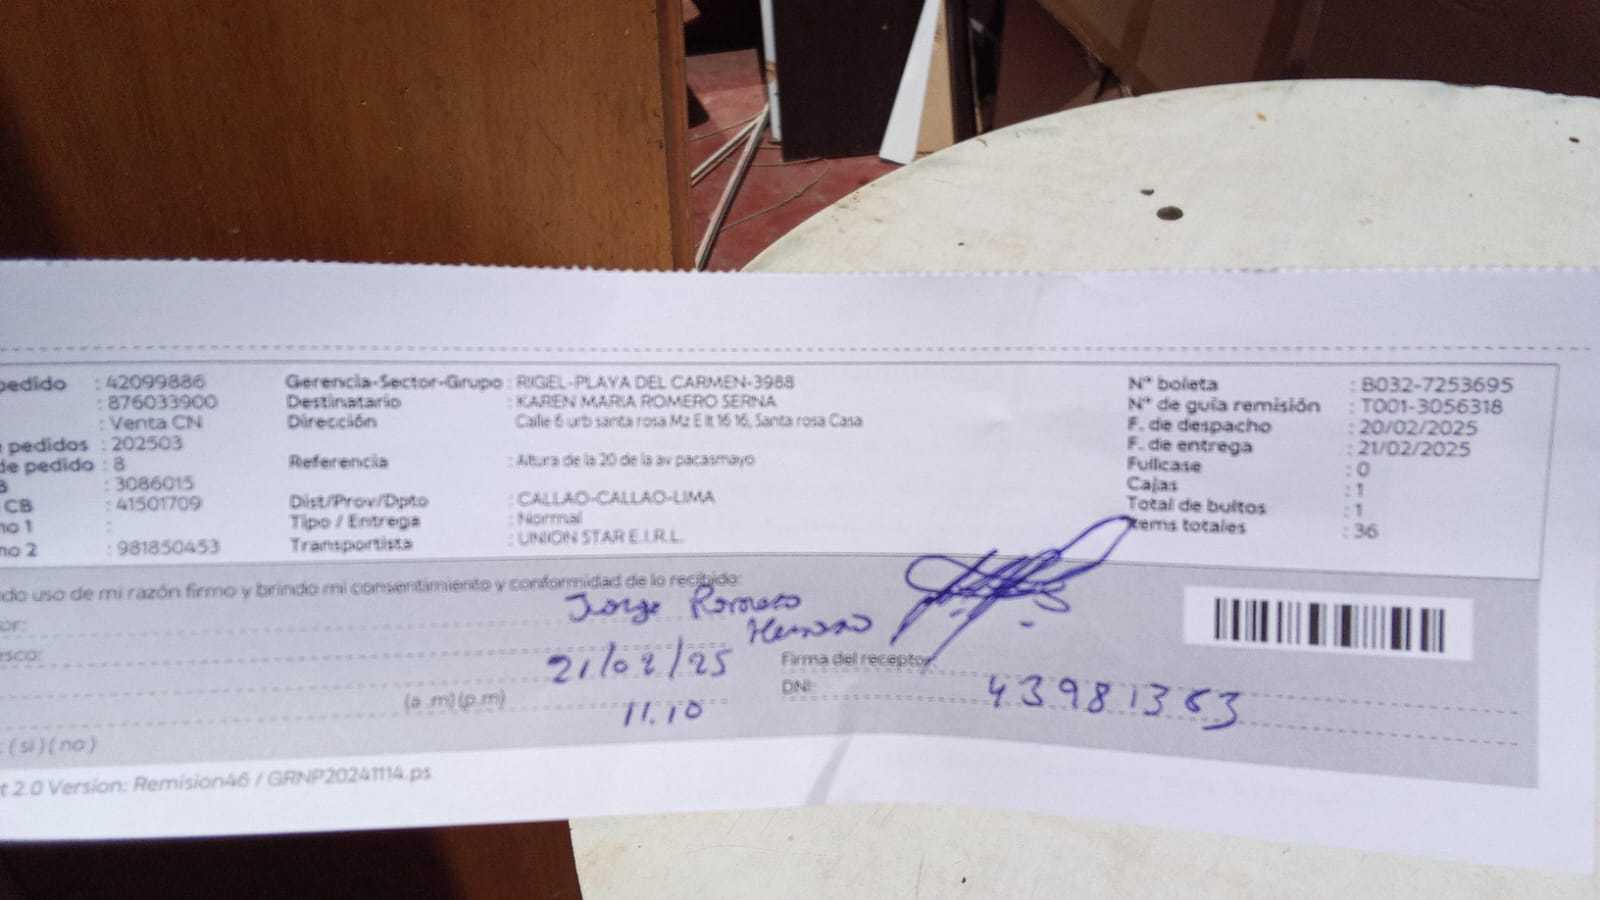 pedido : 42099886 Gerencia-Sector-Grupo : RIGEL-PLAYA DEL CARMEN-3988 N° boleta : B032-7253695
: 876033900 Destinatario : KAREN MARIA ROMERO SERNA N° de guía remisión : T001-3056318
: Venta CN Dirección : Calle 6 urb santa rosa Mz E lt 16 16, Santa rosa Casa F. de despacho : 20/02/2025
pedidos : 202503 F. de entrega : 21/02/2025
de pedido : 8 Referencia : Altura de la 20 de la av pacasmayo Fullcase : 0
: 3086015 Cajas : 1
CB : 41501709 Dist/Prov/Dpto : CALLAO-CALLAO-LIMA Total de bultos : 1
no 1 : Tipo / Entrega : Normal Items totales : 36
no 2 : 981850453 Transportista : UNION STAR E.I.R.L.
do uso de mi razón firmo y brindo mi consentimiento y conformidad de lo recibido:
or: Jorge Romero
esco:
21/02/25 Firma del receptor
(a .m) (p.m) 11.10 DNI: 43981363
: ( si ) ( no )
t 2.0 Version: Remision46 / GRNP20241114.ps